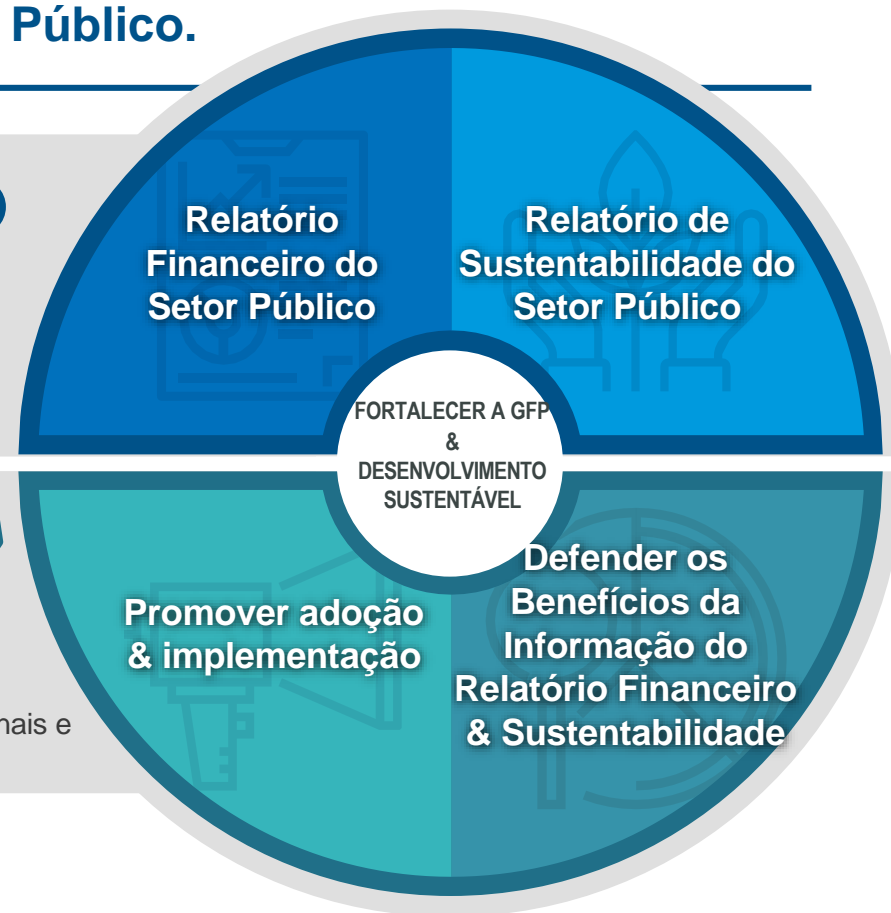 Público.
Relatório
Financeiro do
Setor Público
Relatório de
Sustentabilidade do
Setor Público
FORTALECER A GFP
&
DESENVOLVIMENTO
SUSTENTÁVEL
Promover adoção
& implementação
Defender os
Benefícios da
Informação do
Relatório Financeiro
& Sustentabilidade
e